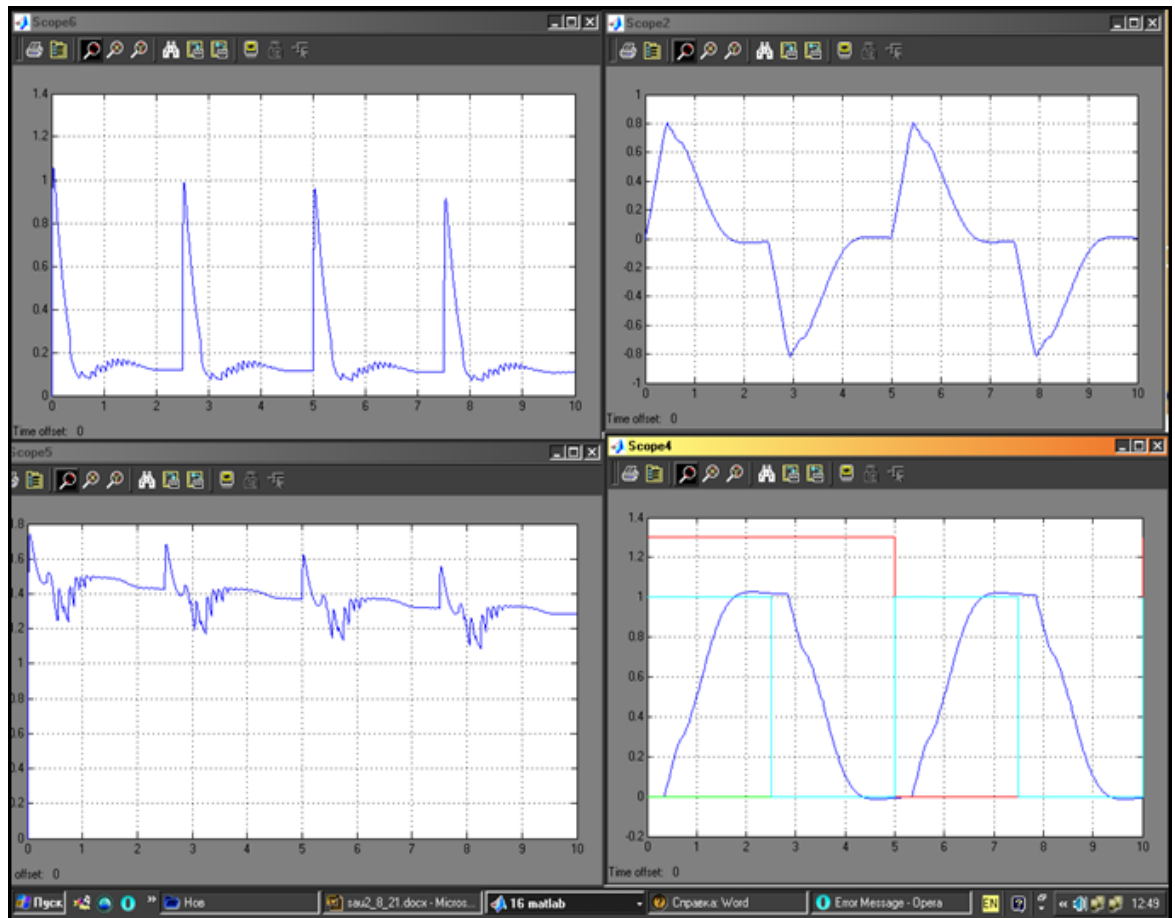 Scope6
1.4
1.2
1
0.8
0.6
0.4
0.2
0
0 1 2 3 4 5 6 7 8 9 10
Time offset: 0
Scope2
1
0.8
0.6
0.4
0.2
0
-0.2
-0.4
-0.6
-0.8
-1
0 1 2 3 4 5 6 7 8 9 10
Time offset: 0
Scope5
0.8
1.6
1.4
1.2
1
0.8
0.6
0.4
0.2
0
0 1 2 3 4 5 6 7 8 9 10
offset: 0
Scope4
1.4
1.2
1
0.8
0.6
0.4
0.2
0
-0.2
0 1 2 3 4 5 6 7 8 9 10
Time offset: 0
Пуск » Нов sau2_8_21.docx - Micros... 16 matlab Справка: Word Error Message - Opera EN « 12:49